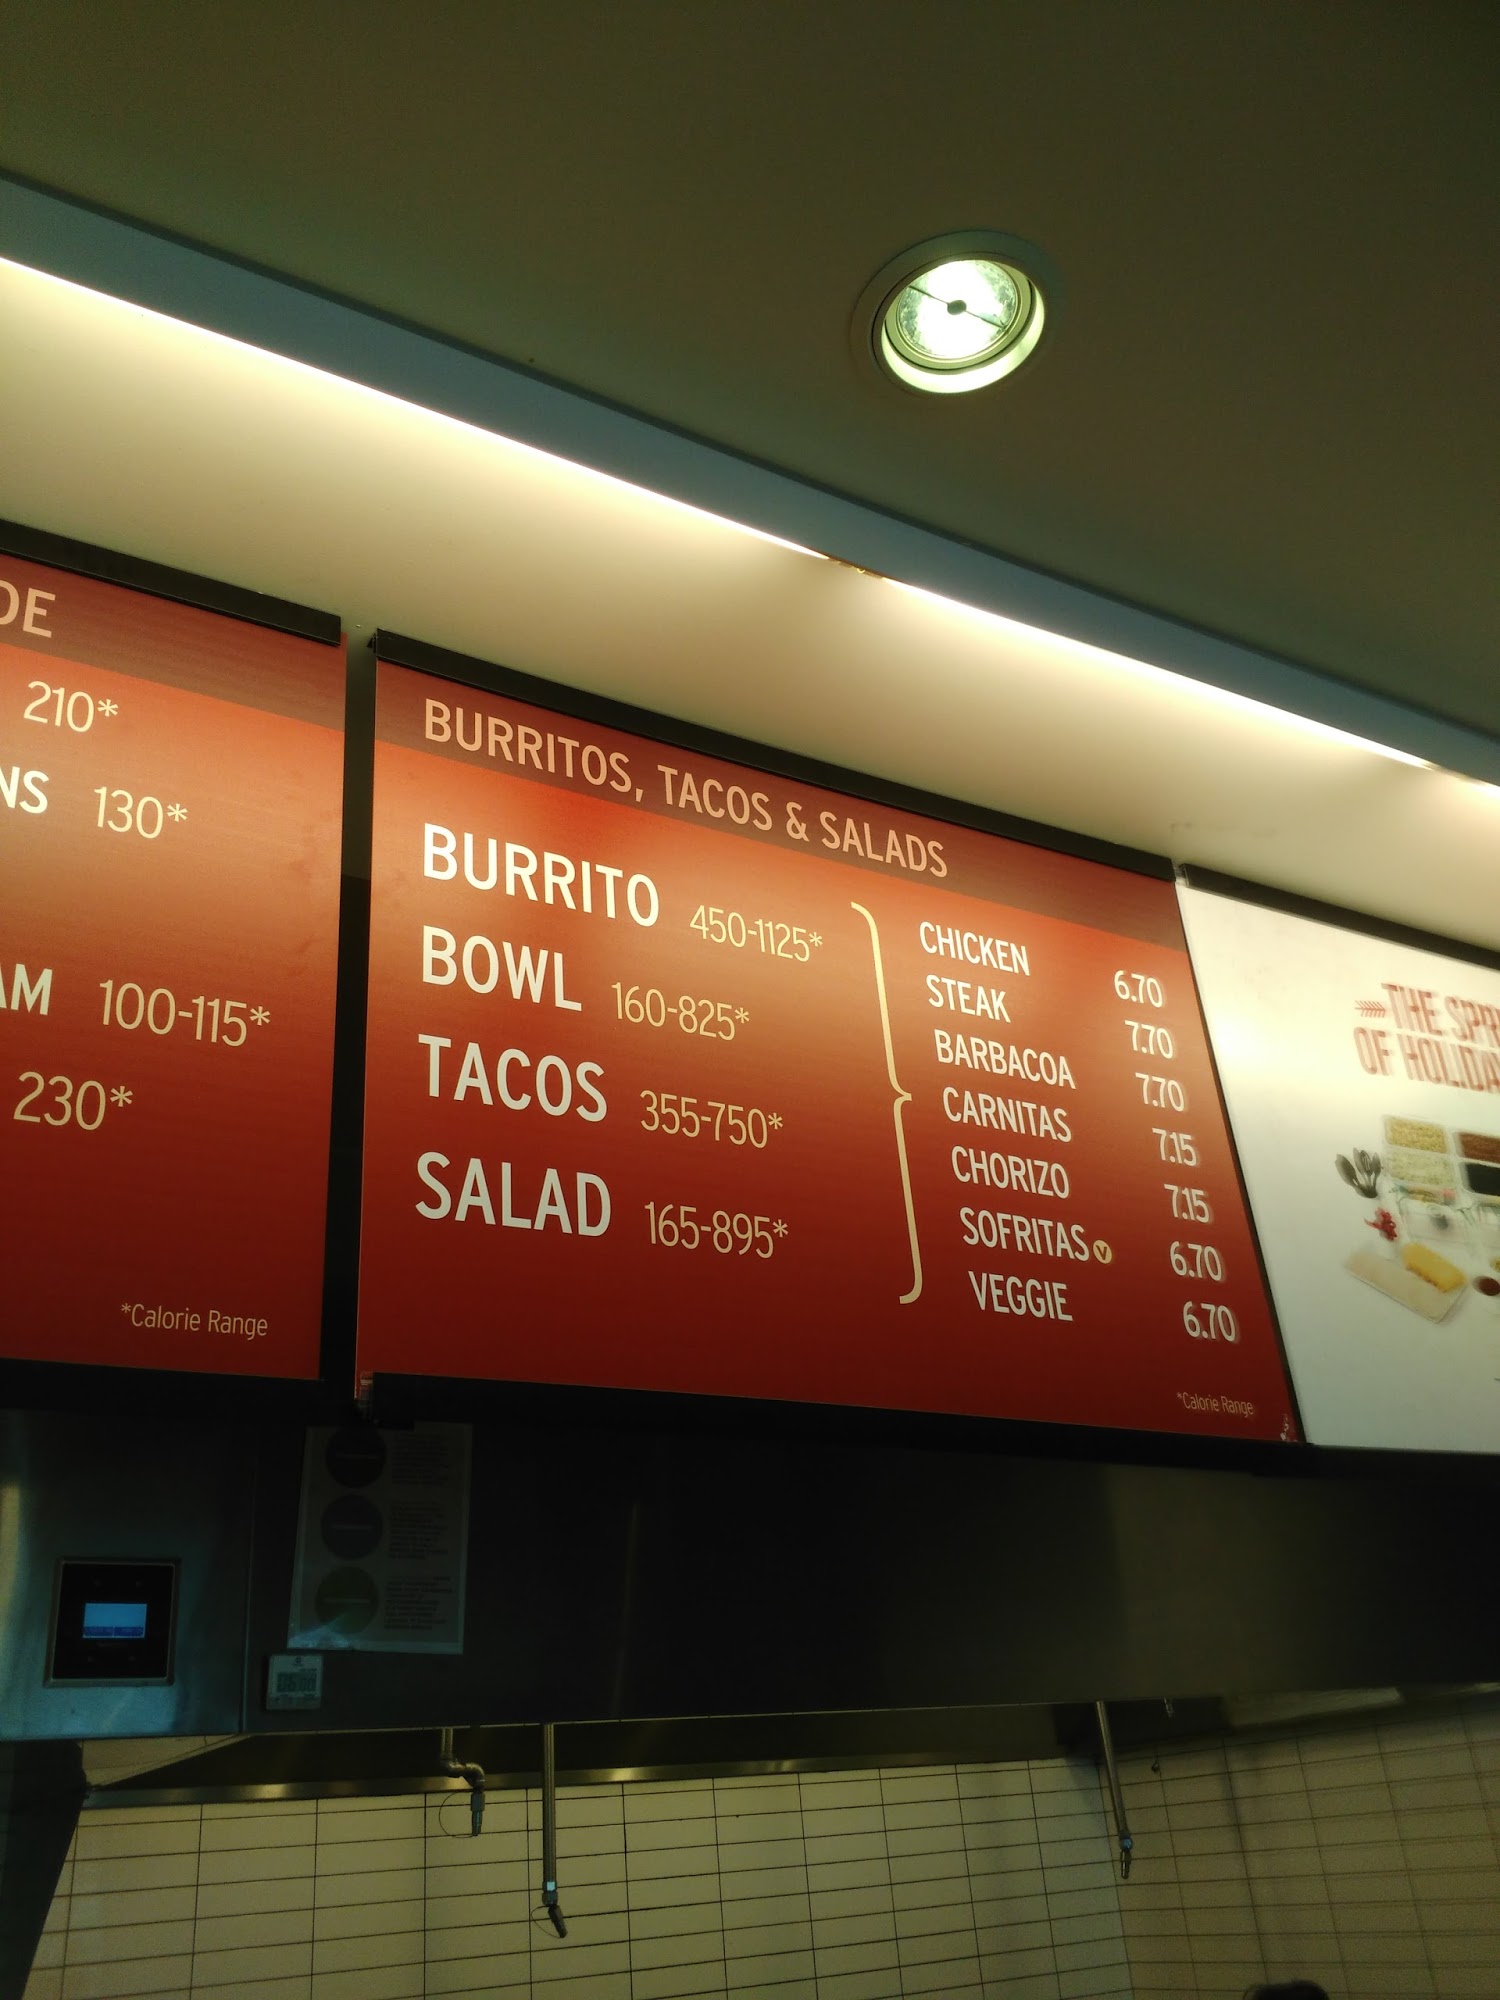 DE
210*
NS 130*
AM 100-115*
230*
*Calorie Range
BURRITOS, TACOS & SALADS
BURRITO 450-1125*
BOWL 160-825*
TACOS 355-750*
SALAD 165-895*
CHICKEN 6.70
STEAK 7.70
BARBACOA 7.70
CARNITAS 7.15
CHORIZO 7.15
SOFRITAS V 6.70
VEGGIE 6.70
*Calorie Range
THE SPR
OF HOLIDA